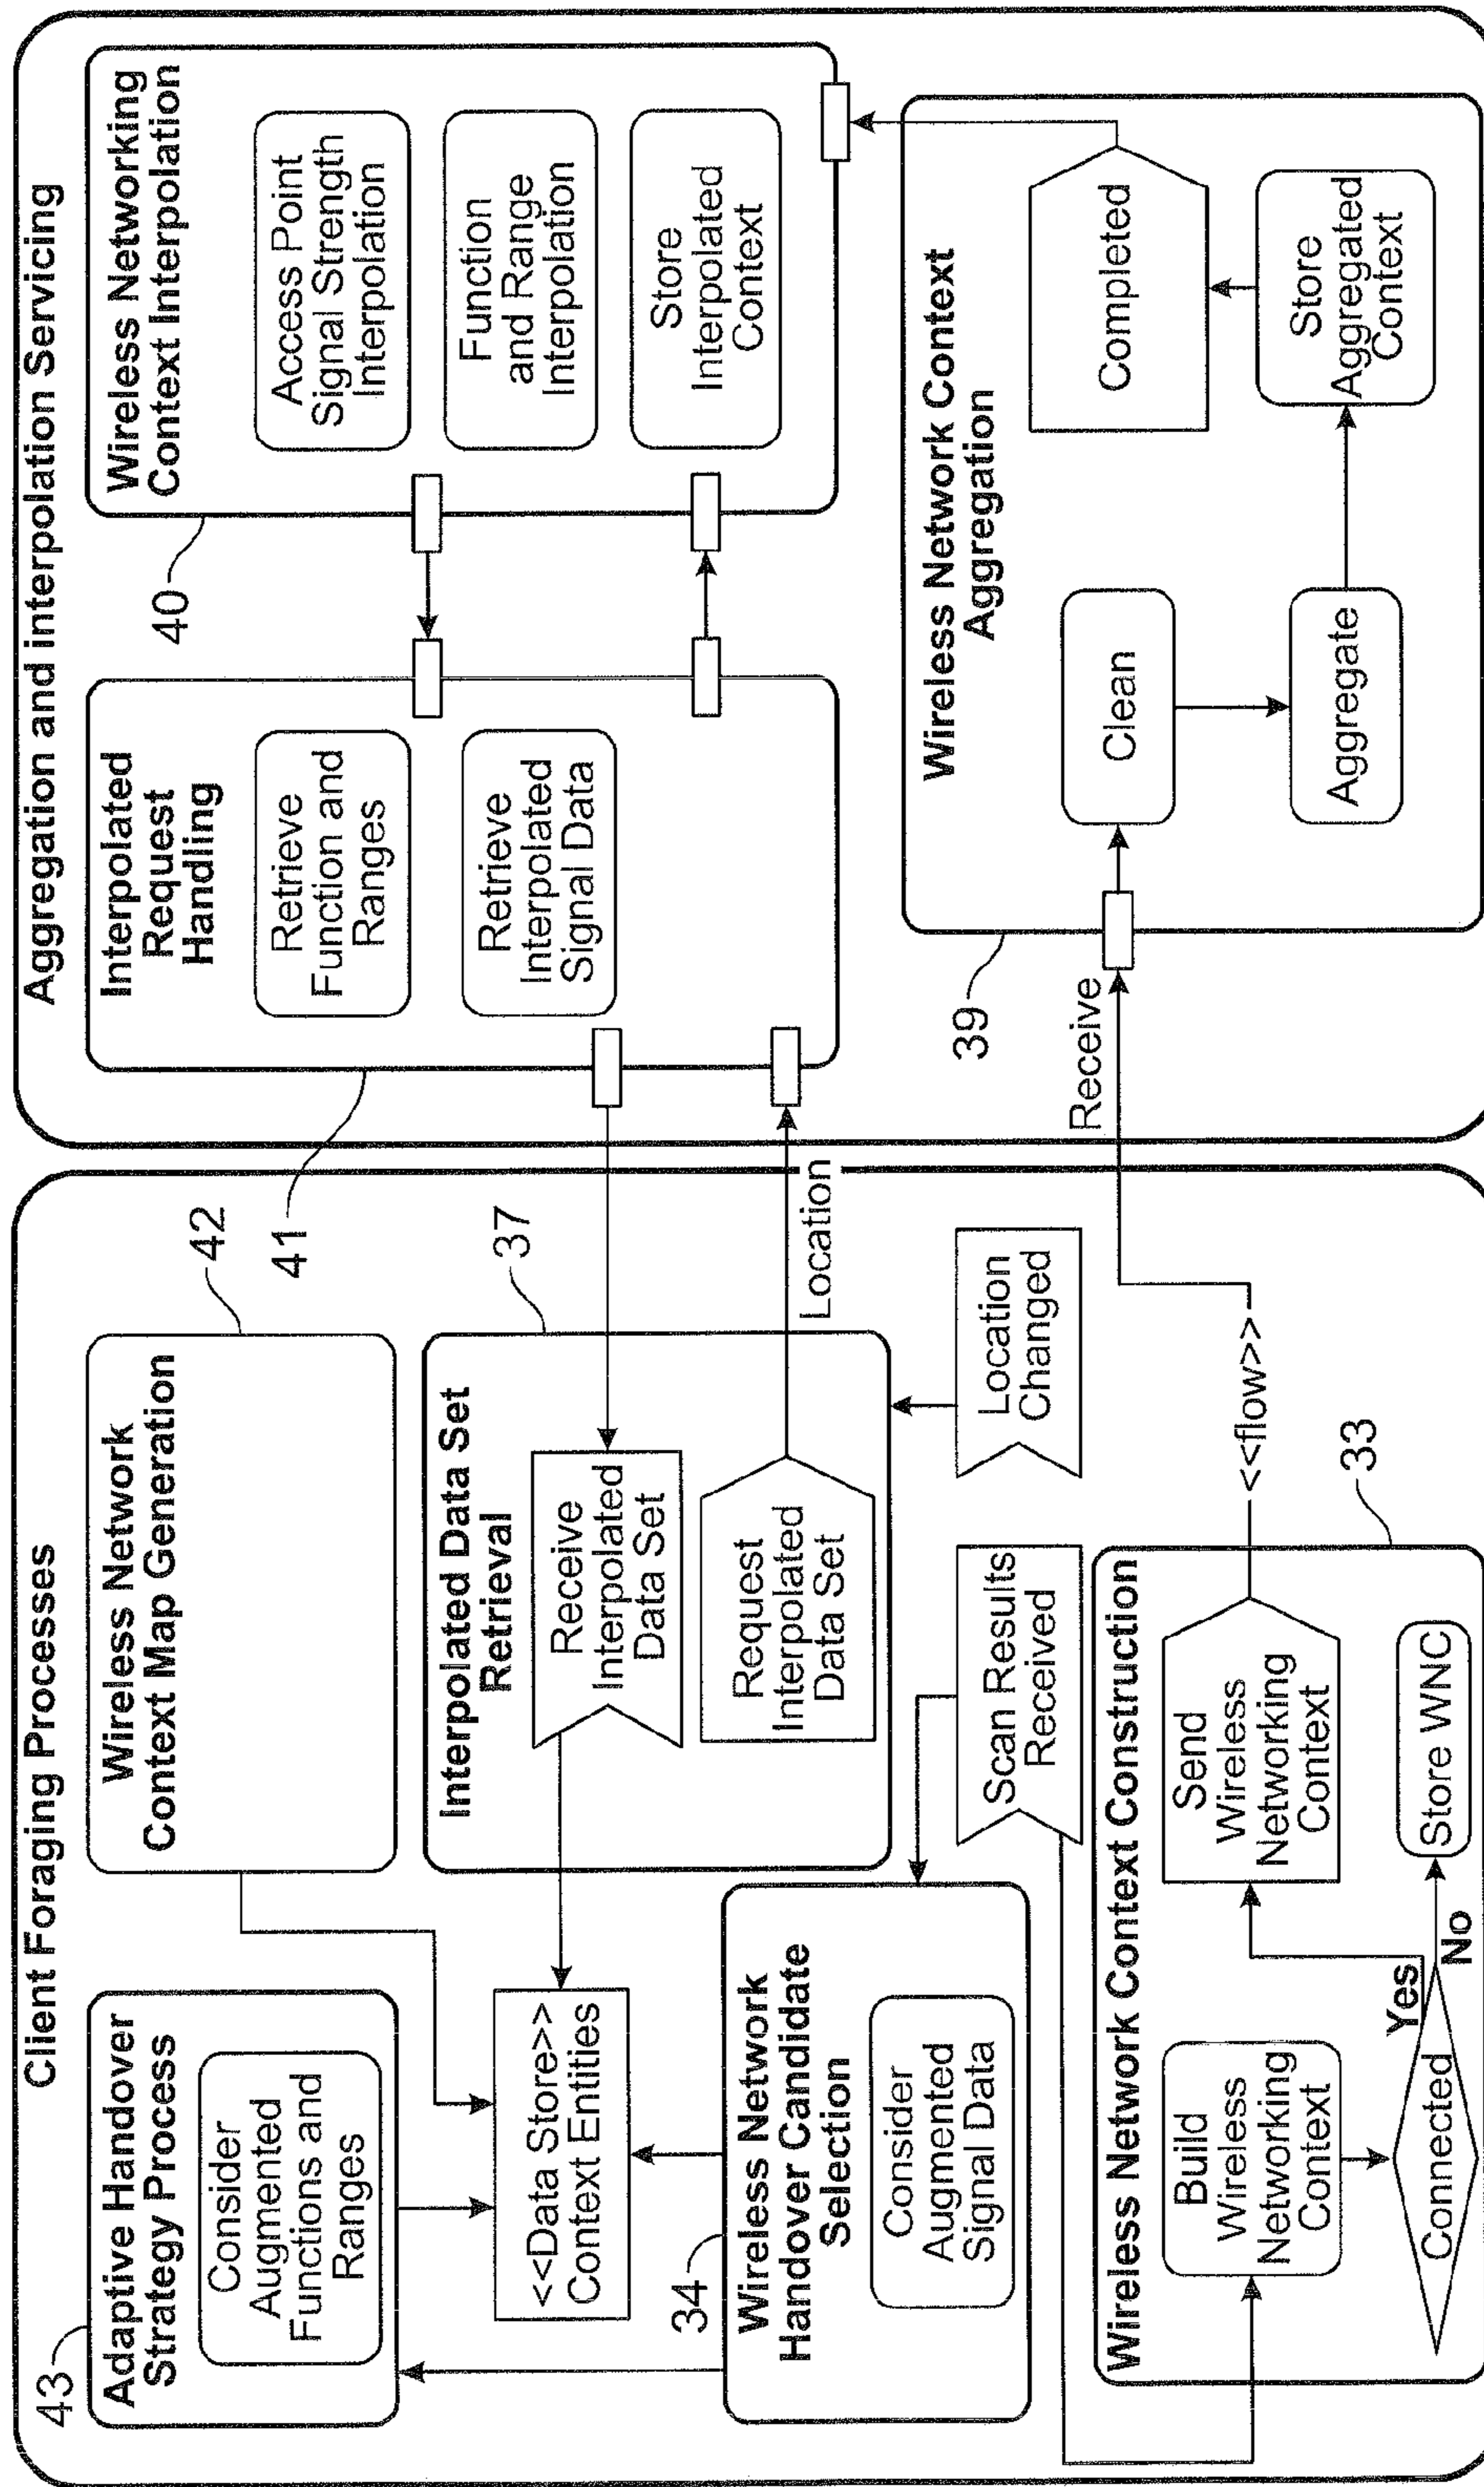 Client Foraging Processes
43
Adaptive Handover
Strategy Process
Consider
Augmented
Functions and
Ranges
Wireless Network
Context Map Generation
42
<<Data Store>>
Context Entities
Interpolated Data Set
Retrieval
37
Receive
Interpolated
Data Set
Request
Interpolated
Data Set
Location
34
Wireless Network
Handover Candidate
Selection
Consider
Augmented
Signal Data
Scan Results
Received
Location
Changed
Wireless Network Context Construction
33
Build
Wireless
Networking
Context
Connected
Yes
No
Send
Wireless
Networking
Context
Store WNC
<<flow>>
Receive
Aggregation and interpolation Servicing
41
Interpolated
Request
Handling
Retrieve
Function and
Ranges
Retrieve
Interpolated
Signal Data
40
Wireless Networking
Context Interpolation
Access Point
Signal Strength
Interpolation
Function
and Range
Interpolation
Store
Interpolated
Context
39
Wireless Network Context
Aggregation
Clean
Aggregate
Store
Aggregated
Context
Completed